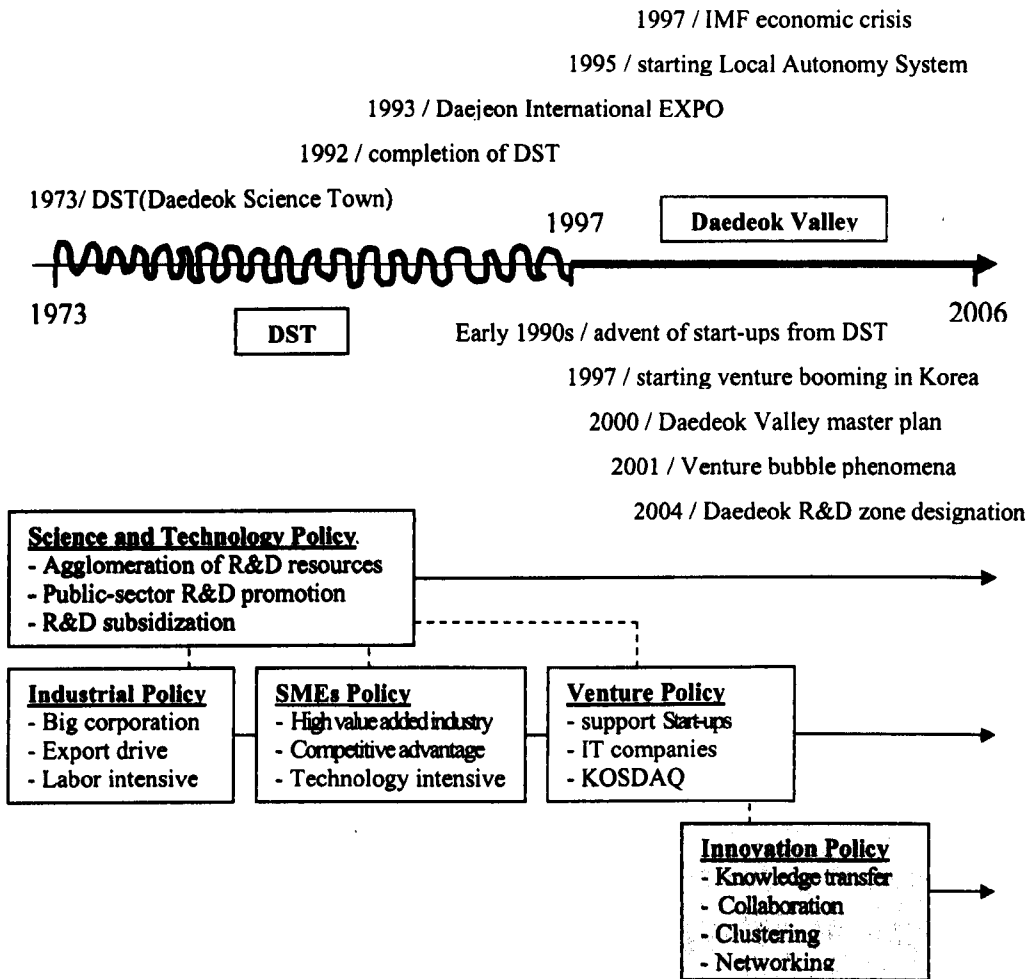 1997 / IMF economic crisis
1995 / starting Local Autonomy System
1993 / Daejeon International EXPO
1992 / completion of DST
1973/ DST(Daedeok Science Town)
1997
Daedeok Valley
1973
DST
2006
Early 1990s / advent of start-ups from DST
1997 / starting venture booming in Korea
2000 / Daedeok Valley master plan
2001 / Venture bubble phenomena
2004 / Daedeok R&D zone designation
Science and Technology Policy
- Agglomeration of R&D resources
- Public-sector R&D promotion
- R&D subsidization
Industrial Policy
- Big corporation
- Export drive
- Labor intensive
SMEs Policy
- High value added industry
- Competitive advantage
- Technology intensive
Venture Policy
- support Start-ups
- IT companies
- KOSDAQ
Innovation Policy
- Knowledge transfer
- Collaboration
- Clustering
- Networking